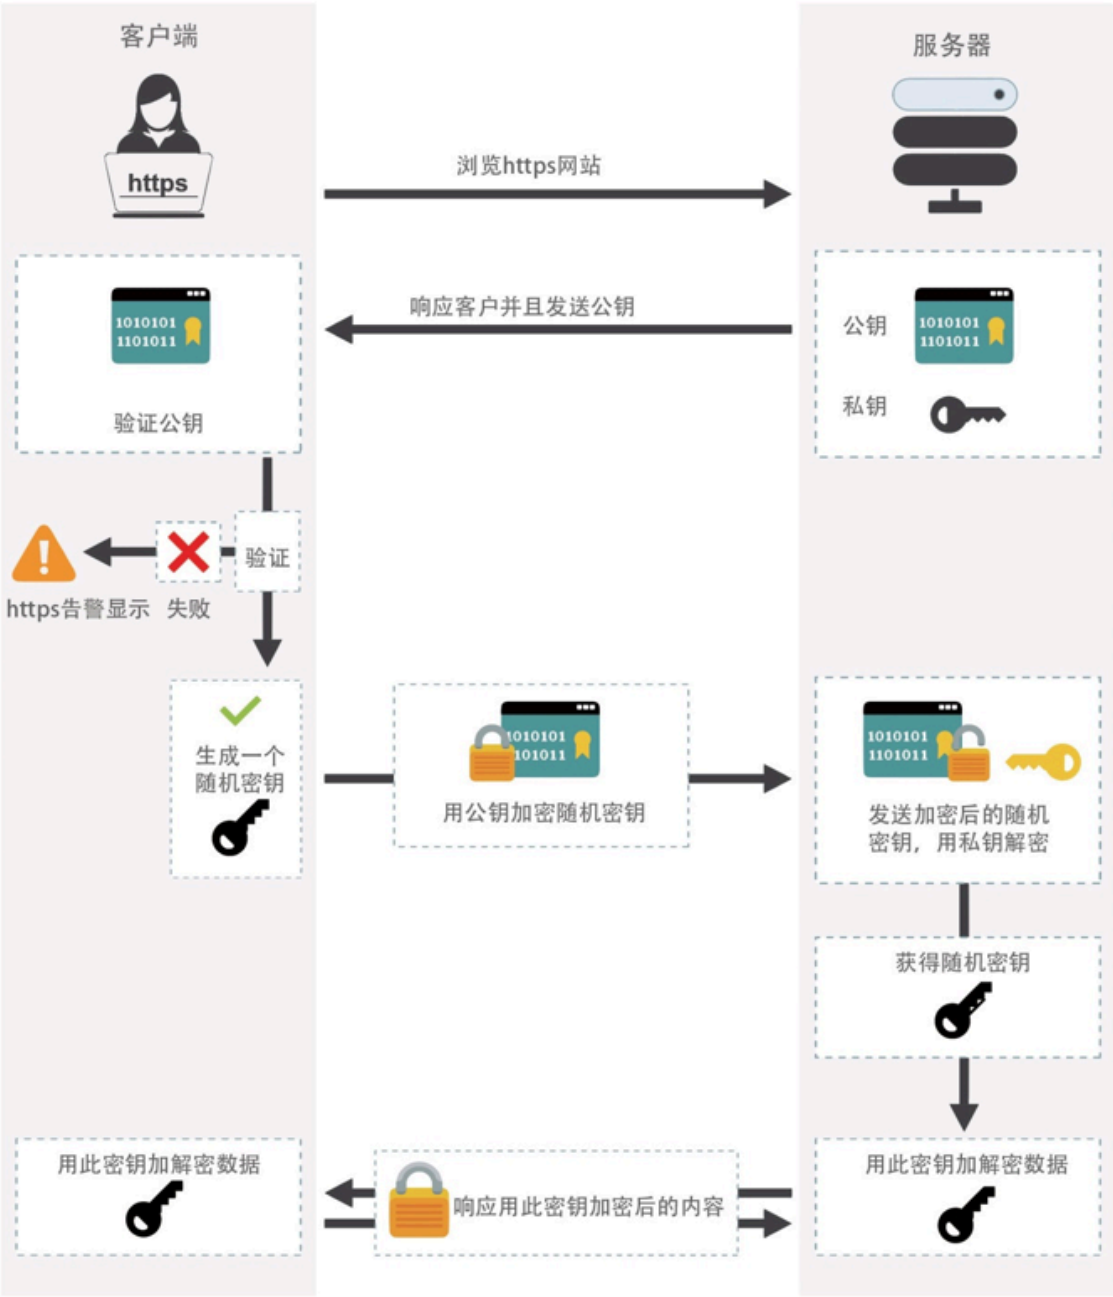 客户端
服务器
https
浏览https网站
响应客户并且发送公钥
1010101
1101011
验证公钥
公钥
1010101
1101011
私钥
验证
https告警显示
失败
生成一个
随机密钥
1010101
101011
用公钥加密随机密钥
1010101
1101011
发送加密后的随机
密钥，用私钥解密
获得随机密钥
用此密钥加解密数据
响应用此密钥加密后的内容
用此密钥加解密数据